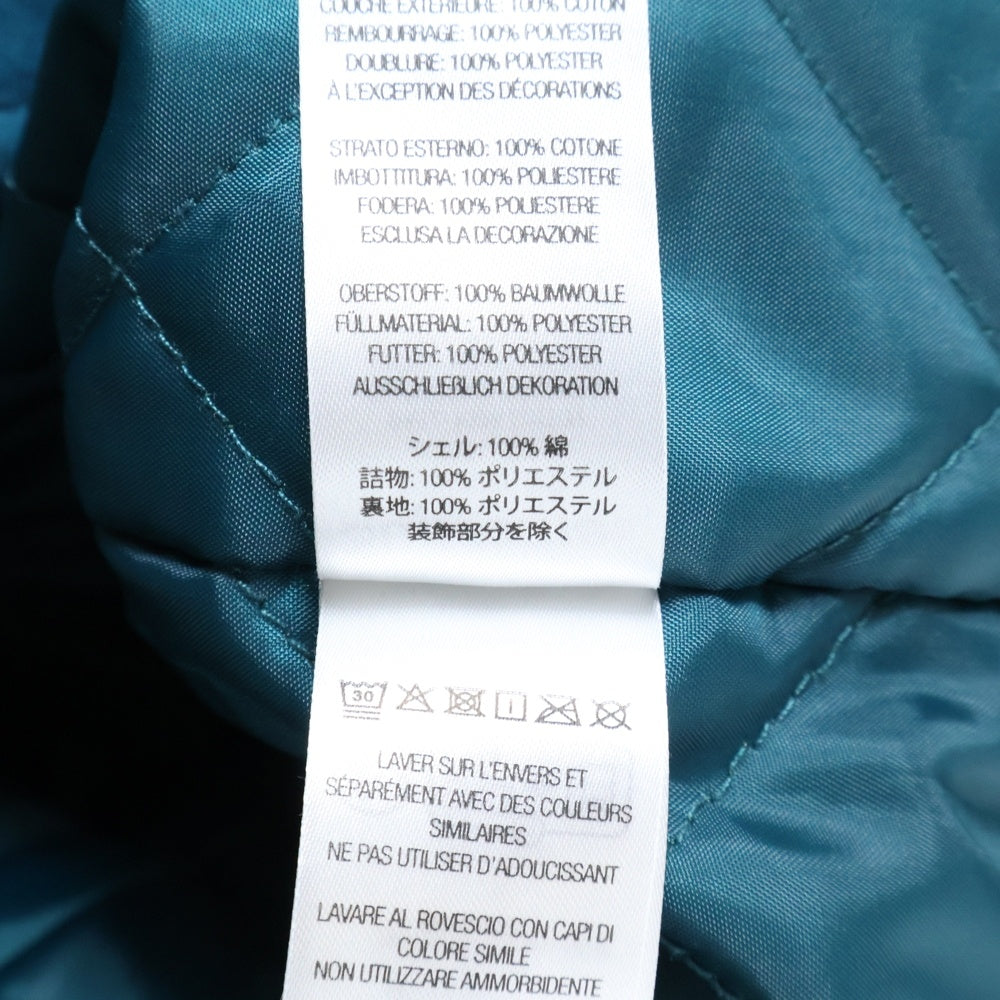 COUCHE EXTÉRIEURE: 100% COTON
REMBOURRAGE: 100% POLYESTER
DOUBLURE: 100% POLYESTER
À L'EXCEPTION DES DÉCORATIONS
STRATO ESTERNO: 100% COTONE
IMBOTTITURA: 100% POLIESTERE
FODERA: 100% POLIESTERE
ESCLUSA LA DECORAZIONE
OBERSTOFF: 100% BAUMWOLLE
FÜLLMATERIAL: 100% POLYESTER
FUTTER: 100% POLYESTER
AUSSCHLIEßLICH DEKORATION
シェル: 100% 綿
詰物: 100% ポリエステル
裏地: 100% ポリエステル
装飾部分を除く
30
LAVER SUR L'ENVERS ET
SÉPARÉMENT AVEC DES COULEURS
SIMILAIRES
NE PAS UTILISER D'ADOUCISSANT
LAVARE AL ROVESCIO CON CAPI DI
COLORE SIMILE
NON UTILIZZARE AMMORBIDENTE